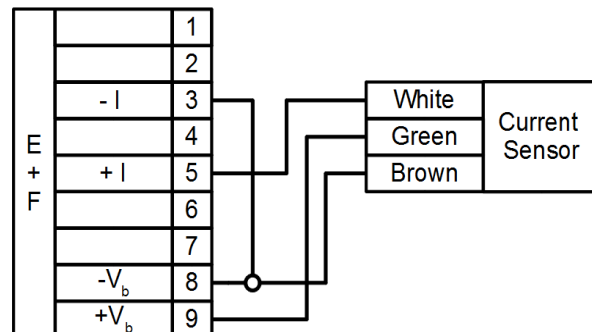 E
+
F
1
2
- I 3
4
+ I 5
6
7
-Vb 8
+Vb 9
White
Green
Brown
Current
Sensor